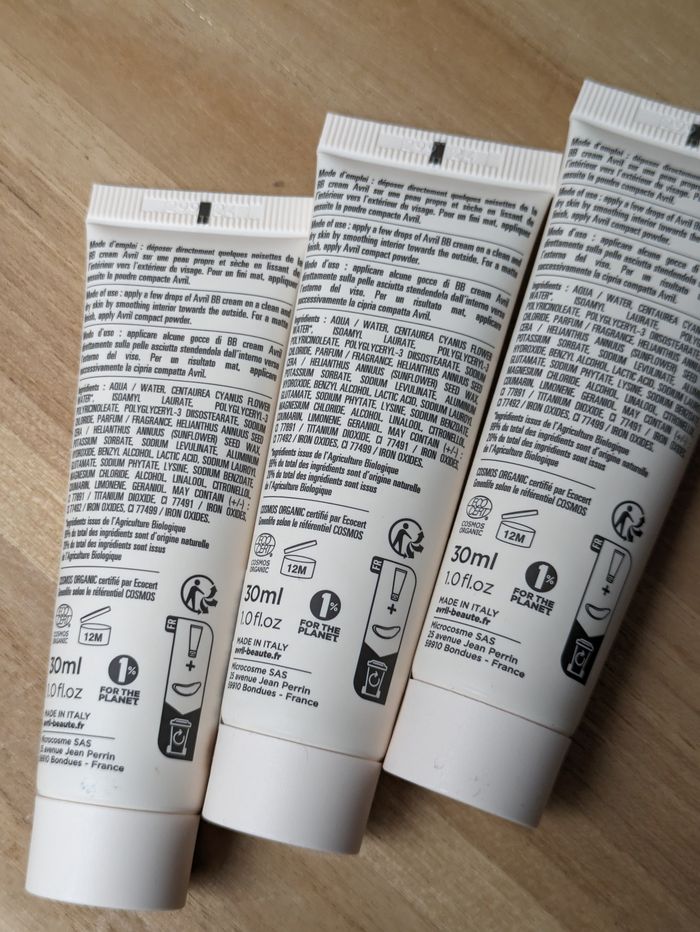 Mode d'emploi : déposer directement quelques noisettes de
BB cream Avril sur une peau propre et sèche en lissant de
l'intérieur vers l'extérieur de visage. Pour un fini mat, appliquer
ensuite la poudre compacte Avril.
Mode of use : apply a few drops of Avril BB cream on a clean and
dry skin by smoothing interior towards the outside. For a matte
finish, apply Avril compact powder.
Modo d'uso : applicare alcune gocce di BB cream Avril
direttamente sulla pelle asciutta stendendola dall'interno verso
l'esterno del viso. Per un risultato mat, applicare
successivamente la cipria compatta Avril.
Ingrédients : AQUA / WATER, CENTAUREA CYANUS FLOWER
WATER*, ISOAMYL LAURATE, POLYGLYCERYL-3
POLYRICINOLEATE, POLYGLYCERYL-3 DIISOSTEARATE, SODIUM
CHLORIDE, PARFUM / FRAGRANCE, HELIANTHUS ANNUUS SEED
CERA / HELIANTHUS ANNUUS (SUNFLOWER) SEED WAX,
POTASSIUM SORBATE, SODIUM LEVULINATE, ALUMINUM
HYDROXIDE, BENZYL ALCOHOL, LACTIC ACID, SODIUM LAUROYL
GLUTAMATE, SODIUM PHYTATE, LYSINE, SODIUM BENZOATE,
MAGNESIUM CHLORIDE, ALCOHOL, LINALOOL, CITRONELLOL,
COUMARIN, LIMONENE, GERANIOL, MAY CONTAIN (+/-) :
CI 77891 / TITANIUM DIOXIDE, CI 77491 / IRON OXIDES,
CI 77492 / IRON OXIDES, CI 77499 / IRON OXIDES.
*Ingrédients issus de l'Agriculture Biologique
99% du total des ingrédients sont d'origine naturelle
20% du total des ingrédients sont issus
de l'Agriculture Biologique
COSMOS ORGANIC certifié par Ecocert
Greenlife selon le référentiel COSMOS
COSMOS
ORGANIC
12M
30ml
1.0 fl.oz
1%
FOR THE
PLANET
FR
MADE IN ITALY
avril-beaute.fr
Microcosme SAS
25 avenue Jean Perrin
59910 Bondues - France